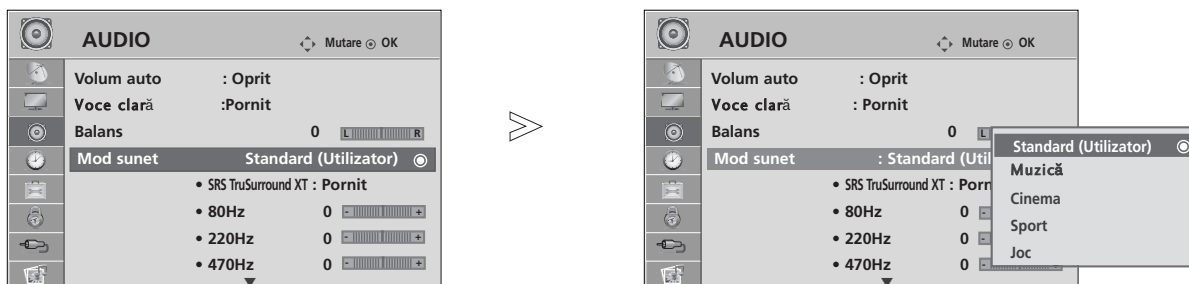 AUDIO
Mutare OK
Volum auto : Oprit
Voce clară :Pornit
Balans 0 L R
Mod sunet Standard (Utilizator)
• SRS TruSurround XT : Pornit
• 80Hz 0 - +
• 220Hz 0 - +
• 470Hz 0 - +
AUDIO
Mutare OK
Volum auto : Oprit
Voce clară : Pornit
Balans 0 L
Mod sunet : Standard (Util
• SRS TruSurround XT : Porn
• 80Hz 0 -
• 220Hz 0 -
• 470Hz 0 -
Standard (Utilizator)
Muzică
Cinema
Sport
Joc